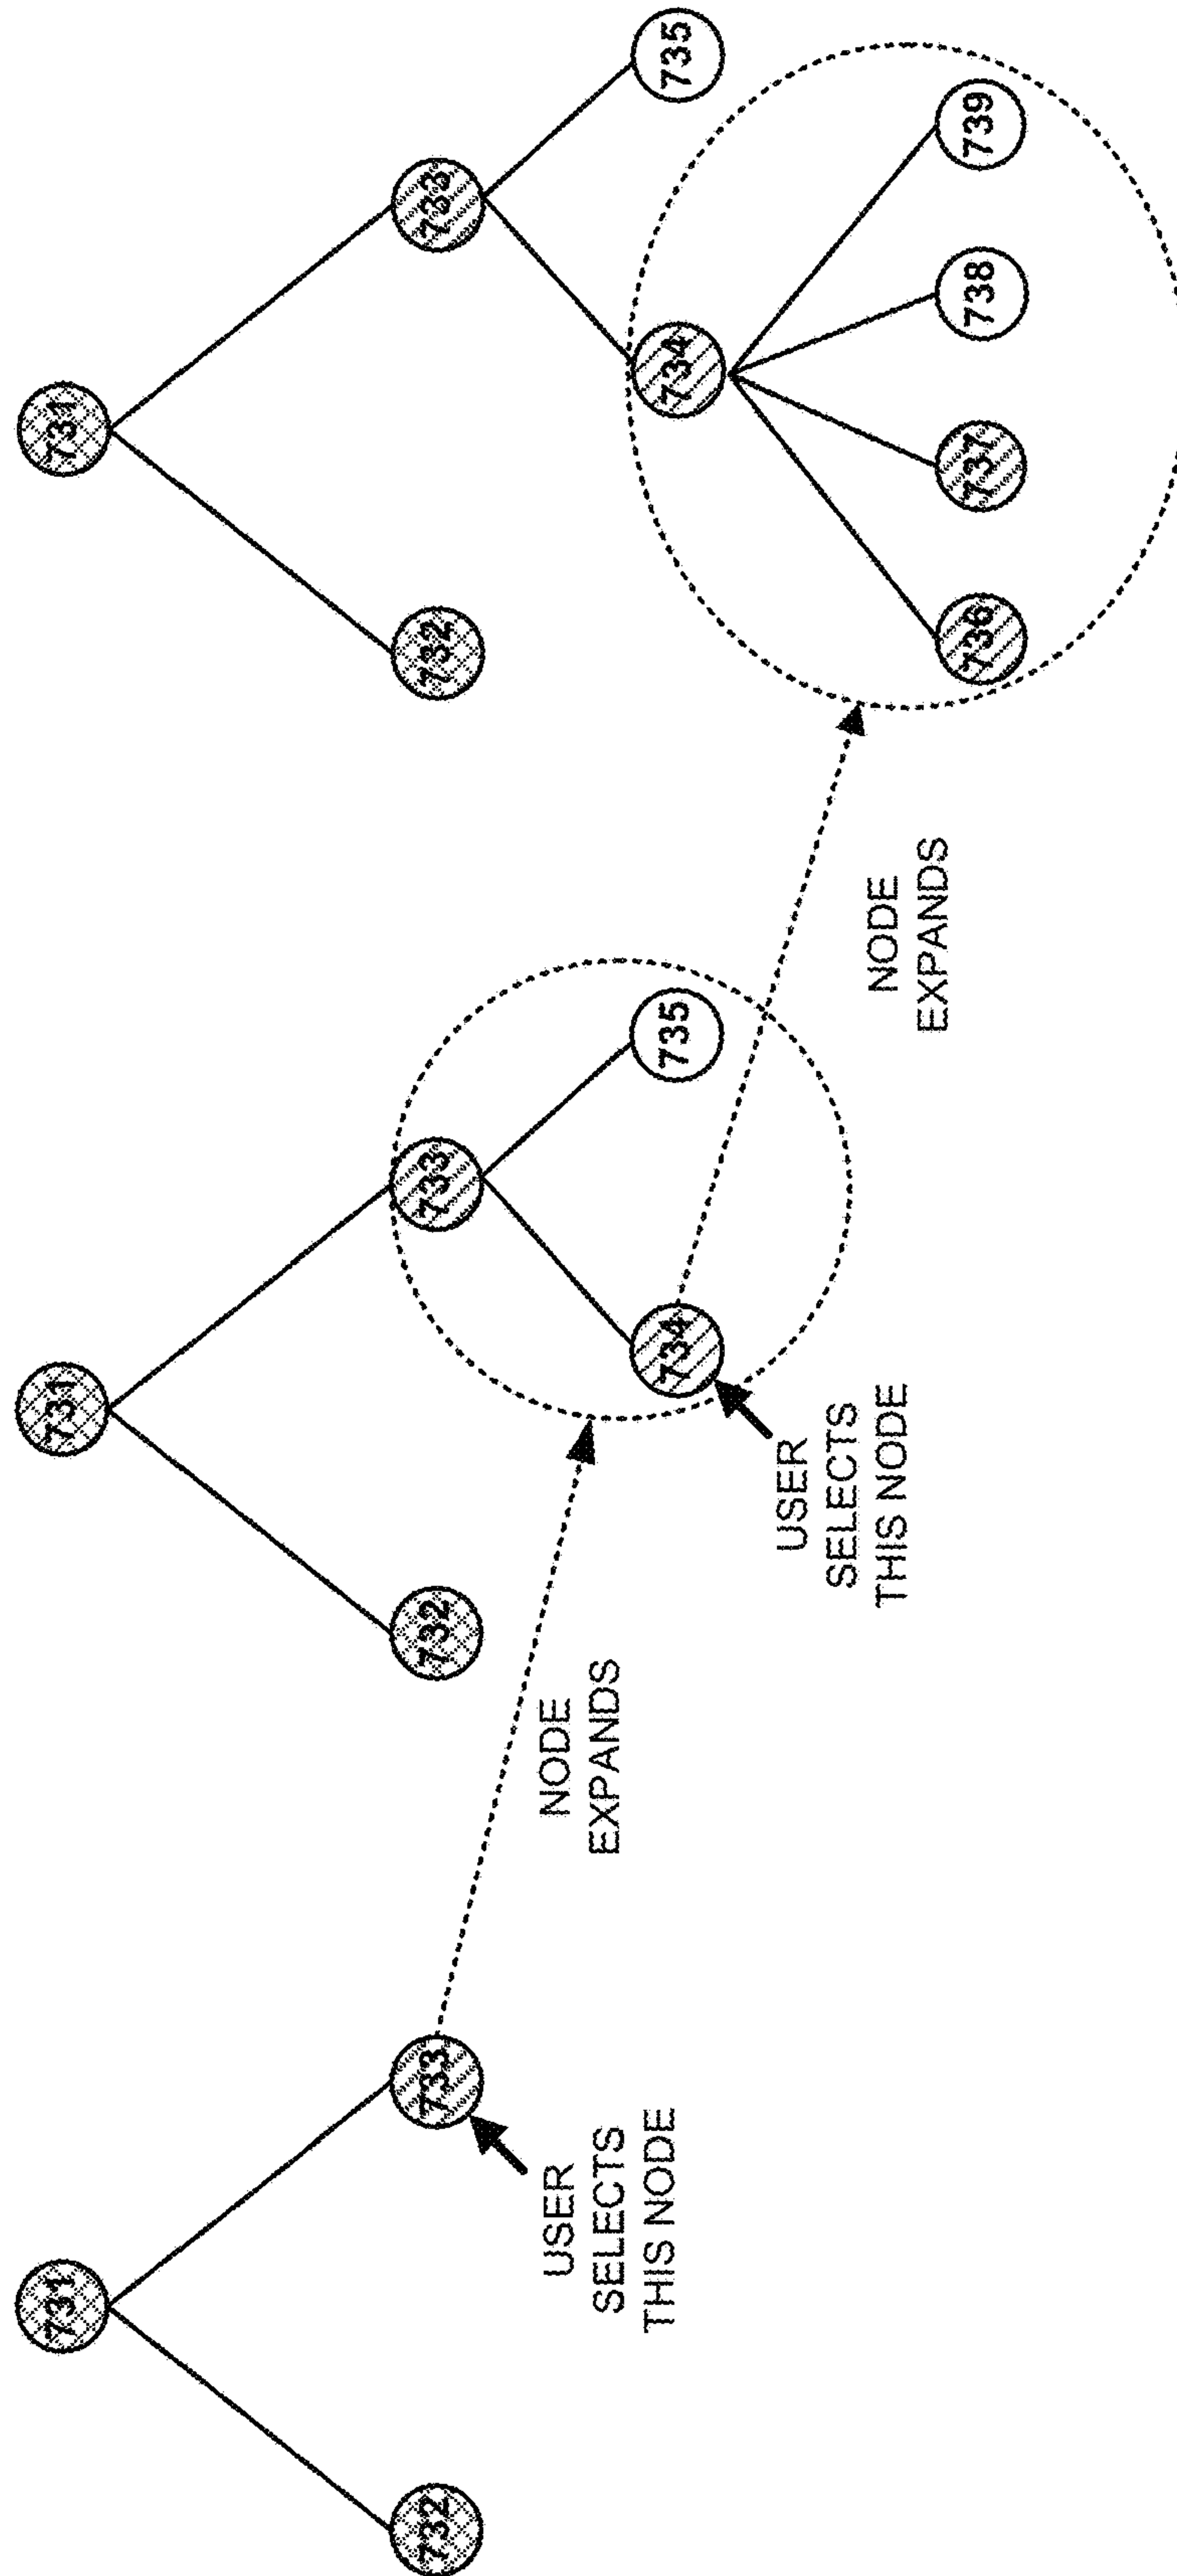 731
732
733
USER
SELECTS
THIS NODE
NODE
EXPANDS
731
732
733
734
735
USER
SELECTS
THIS NODE
NODE
EXPANDS
731
732
733
734
735
736
737
738
739